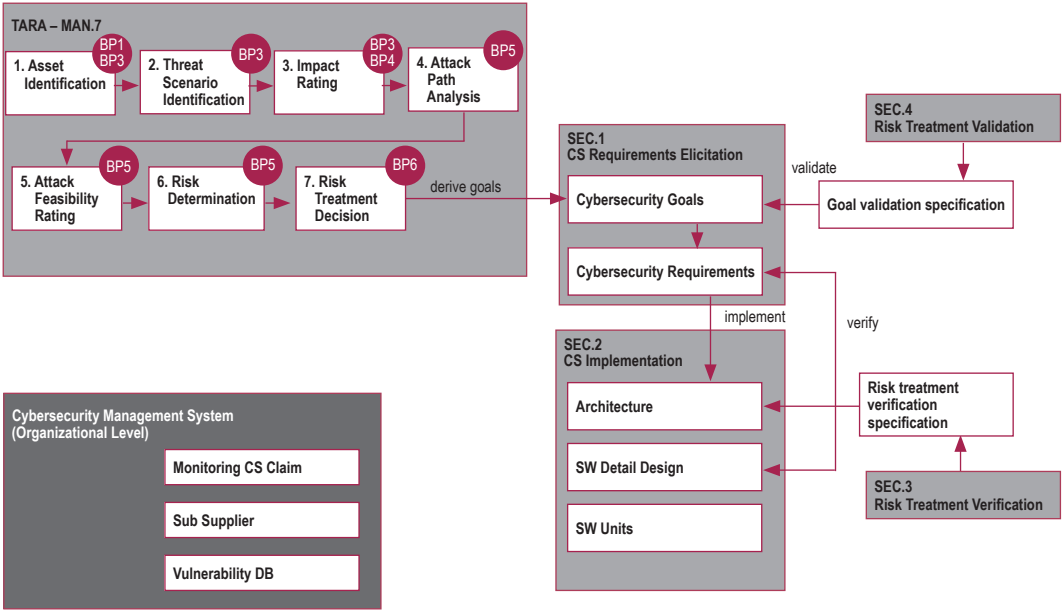 TARA – MAN.7
BP1
BP3
1. Asset
Identification
BP3
2. Threat
Scenario
Identification
BP3
BP4
3. Impact
Rating
BP5
4. Attack
Path
Analysis
BP5
5. Attack
Feasibility
Rating
BP5
6. Risk
Determination
BP6
7. Risk
Treatment
Decision
derive goals
SEC.1
CS Requirements Elicitation
Cybersecurity Goals
Cybersecurity Requirements
validate
SEC.4
Risk Treatment Validation
Goal validation specification
implement
verify
SEC.2
CS Implementation
Architecture
SW Detail Design
SW Units
Risk treatment
verification
specification
SEC.3
Risk Treatment Verification
Cybersecurity Management System
(Organizational Level)
Monitoring CS Claim
Sub Supplier
Vulnerability DB